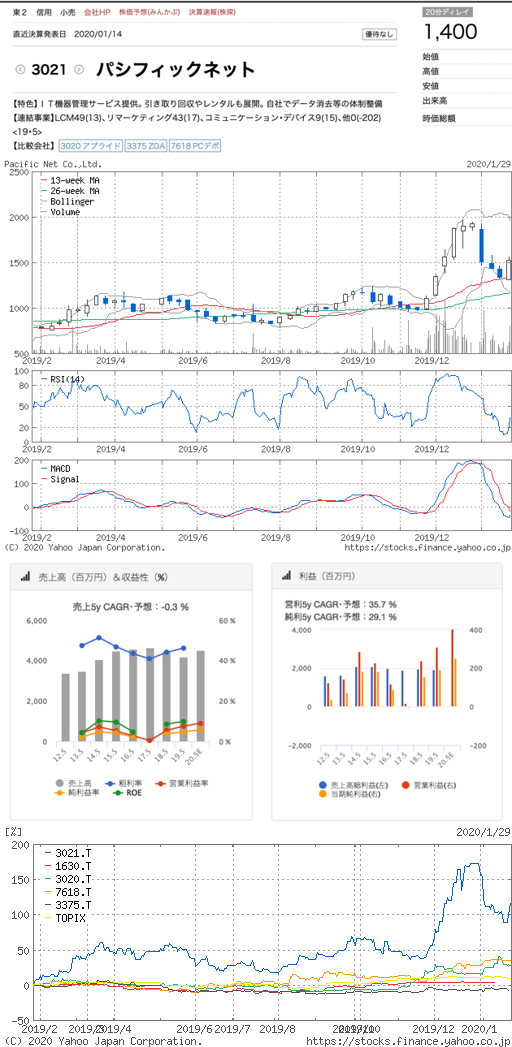 東2 信用 小売 会社HP 株価予想(みんかぶ) 決算速報(株探)
20分ディレイ
直近決算発表日 2020/01/14
優待なし
1,400
3021
パシフィックネット
始値
高値
安値
出来高
時価総額
【特色】IT機器管理サービス提供。引き取り回収やレンタルも展開。自社でデータ消去等の体制整備
【連結事業】LCM49(13)、リマーケティング43(17)、コミュニケーション・デバイス9(15)、他0(-202)
<19・5>
【比較会社】 3020 アプライド 3375 ZOA 7618 PCデポ
Pacific Net Co.,Ltd.
2020/1/29
2500
13-week MA
26-week MA
Bollinger
Volume
2000
1500
1000
500
2019/2 2019/4 2019/6 2019/8 2019/10 2019/12
100
RSI(14)
80
50
20
0
2019/2 2019/4 2019/6 2019/8 2019/10 2019/12
200
MACD
Signal
100
0
-100
2019/2 2019/4 2019/6 2019/8 2019/10 2019/12
(C) 2020 Yahoo Japan Corporation.
https://stocks.finance.yahoo.co.jp
売上高（百万円）＆収益性（%）
売上5y CAGR・予想：-0.3 %
6,000
4,000
2,000
0
60 %
40 %
20 %
0 %
12.5 13.5 14.5 15.5 16.5 17.5 18.5 19.5 20.5E
売上高 粗利率 営業利益率
純利益率 ROE
利益（百万円）
営利5y CAGR・予想：35.7 %
純利5y CAGR・予想：29.1 %
4,000
2,000
0
−2,000
400
200
0
−200
12.5 13.5 14.5 15.5 16.5 17.5 18.5 19.5 20.5E
売上高総利益(左) 営業利益(右)
当期純利益(右)
[%]
2020/1/29
200
3021.T
1630.T
3020.T
7618.T
3375.T
TOPIX
150
100
50
0
-50
2019/2 2019/3 2019/4 2019/6 2019/7 2019/8 2019/12 2020/1
(C) 2020 Yahoo Japan Corporation.
https://stocks.finance.yahoo.co.jp